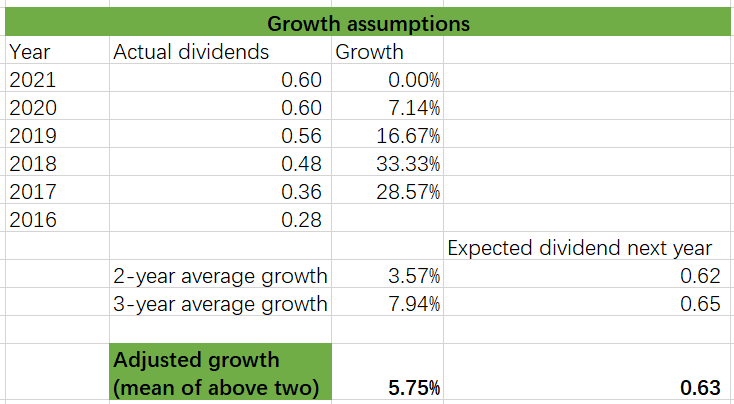 Growth assumptions
Year Actual dividends Growth
2021 0.60 0.00%
2020 0.60 7.14%
2019 0.56 16.67%
2018 0.48 33.33%
2017 0.36 28.57%
2016 0.28
Expected dividend next year
2-year average growth 3.57% 0.62
3-year average growth 7.94% 0.65
Adjusted growth
(mean of above two) 5.75% 0.63